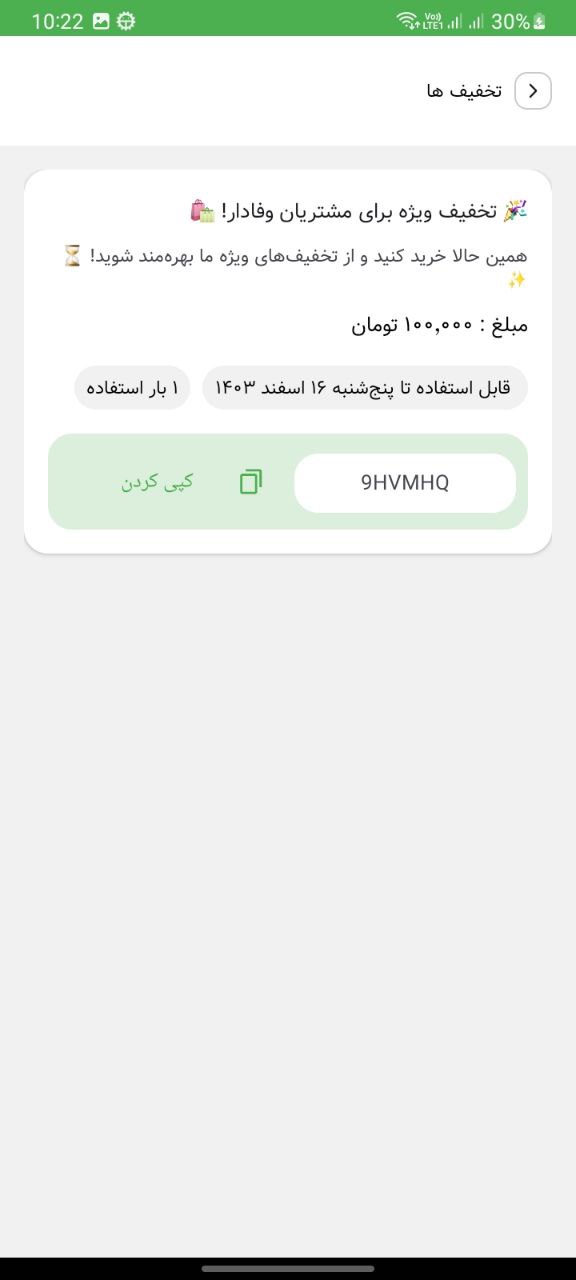 10:22
Vo)) LTE1 30%
تخفیف ها
🎉 تخفیف ویژه برای مشتریان وفادار! 🛍️
همین حالا خرید کنید و از تخفیف‌های ویژه ما بهره‌مند شوید! ⏳
✨
مبلغ : ۱۰۰,۰۰۰ تومان
قابل استفاده تا پنج‌شنبه ۱۶ اسفند ۱۴۰۳
۱ بار استفاده
9HVMHQ
کپی کردن